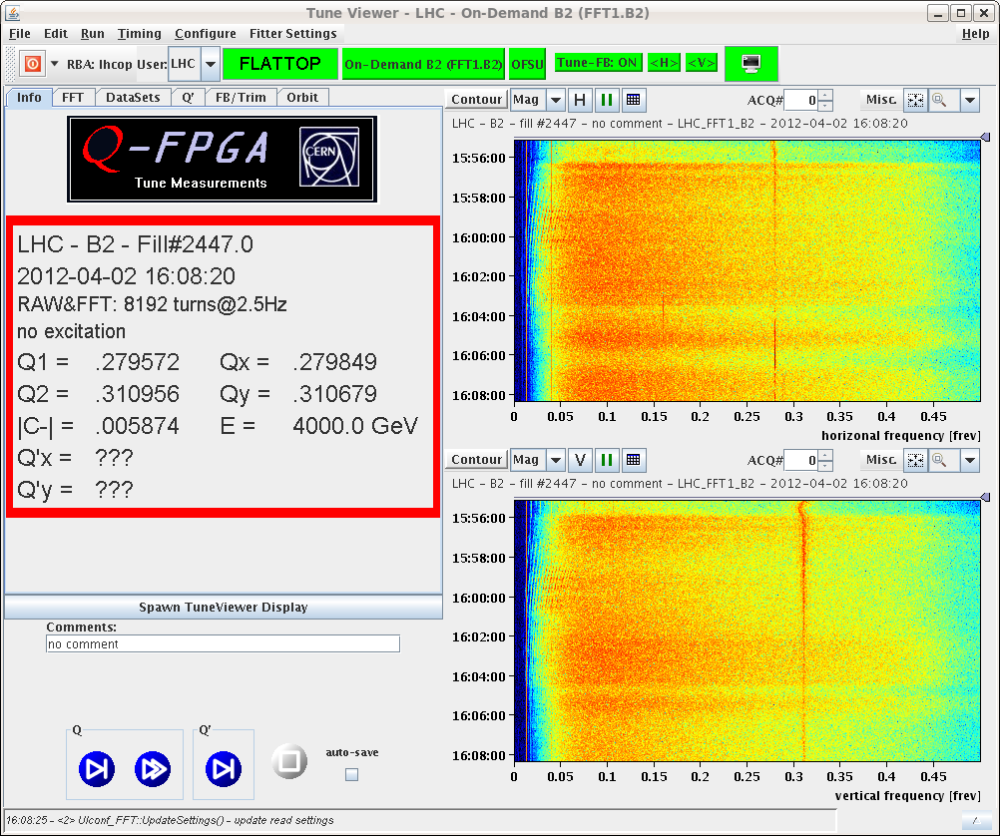 Tune Viewer - LHC - On-Demand B2 (FFT1.B2)
File Edit Run Timing Configure Fitter Settings Help
RBA: lhcop User: LHC FLATTOP On-Demand B2 (FFT1.B2) OFSU Tune-FB: ON <H> <V>
Info FFT DataSets Q' FB/Trim Orbit
Q-FPGA
CERN
Tune Measurements
LHC - B2 - Fill#2447.0
2012-04-02 16:08:20
RAW&FFT: 8192 turns@2.5Hz
no excitation
Q1 = .279572 Qx = .279849
Q2 = .310956 Qy = .310679
|C-| = .005874 E = 4000.0 GeV
Q'x = ???
Q'y = ???
Spawn TuneViewer Display
Comments:
no comment
Q
Q'
auto-save
Contour Mag H ACQ# 0 Misc.
LHC - B2 - fill #2447 - no comment - LHC_FFT1_B2 - 2012-04-02 16:08:20
15:56:00
15:58:00
16:00:00
16:02:00
16:04:00
16:06:00
16:08:00
0 0.05 0.1 0.15 0.2 0.25 0.3 0.35 0.4 0.45
horizonal frequency [frev]
Contour Mag V ACQ# 0 Misc.
LHC - B2 - fill #2447 - no comment - LHC_FFT1_B2 - 2012-04-02 16:08:20
15:56:00
15:58:00
16:00:00
16:02:00
16:04:00
16:06:00
16:08:00
0 0.05 0.1 0.15 0.2 0.25 0.3 0.35 0.4 0.45
vertical frequency [frev]
16:08:25 - <2> UIconf_FFT::UpdateSettings() - update read settings